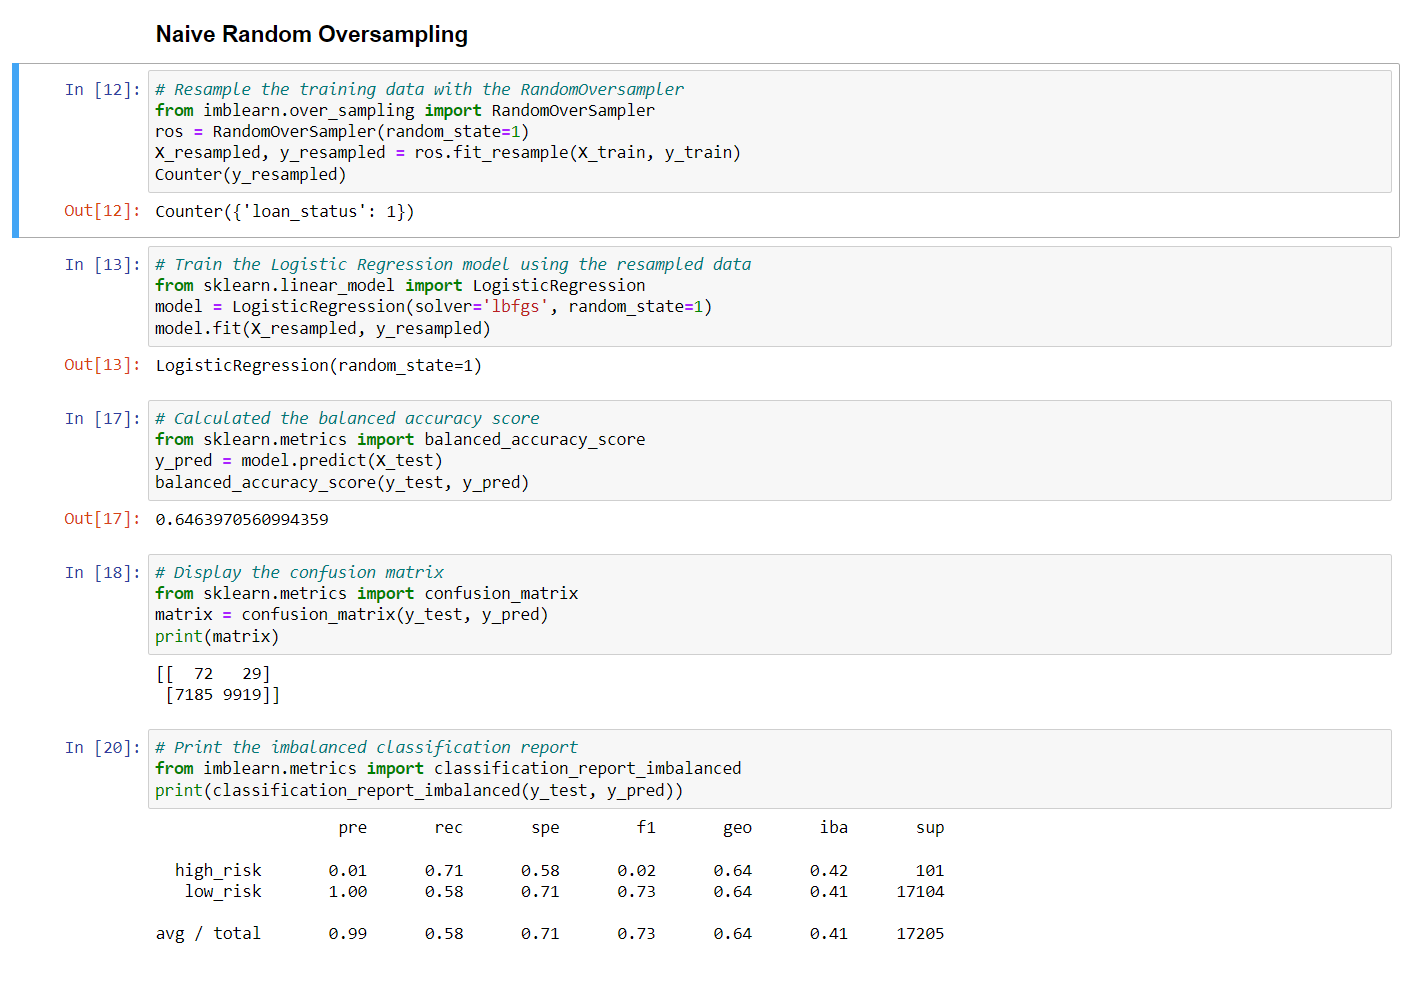 Naive Random Oversampling
In [12]: # Resample the training data with the RandomOversampler
from imblearn.over_sampling import RandomOverSampler
ros = RandomOverSampler(random_state=1)
X_resampled, y_resampled = ros.fit_resample(X_train, y_train)
Counter(y_resampled)
Out[12]: Counter({'loan_status': 1})
In [13]: # Train the Logistic Regression model using the resampled data
from sklearn.linear_model import LogisticRegression
model = LogisticRegression(solver='lbfgs', random_state=1)
model.fit(X_resampled, y_resampled)
Out[13]: LogisticRegression(random_state=1)
In [17]: # Calculated the balanced accuracy score
from sklearn.metrics import balanced_accuracy_score
y_pred = model.predict(X_test)
balanced_accuracy_score(y_test, y_pred)
Out[17]: 0.6463970560994359
In [18]: # Display the confusion matrix
from sklearn.metrics import confusion_matrix
matrix = confusion_matrix(y_test, y_pred)
print(matrix)
[[  72   29]
 [7185 9919]]
In [20]: # Print the imbalanced classification report
from imblearn.metrics import classification_report_imbalanced
print(classification_report_imbalanced(y_test, y_pred))
pre rec spe f1 geo iba sup
high_risk 0.01 0.71 0.58 0.02 0.64 0.42 101
low_risk 1.00 0.58 0.71 0.73 0.64 0.41 17104
avg / total 0.99 0.58 0.71 0.73 0.64 0.41 17205